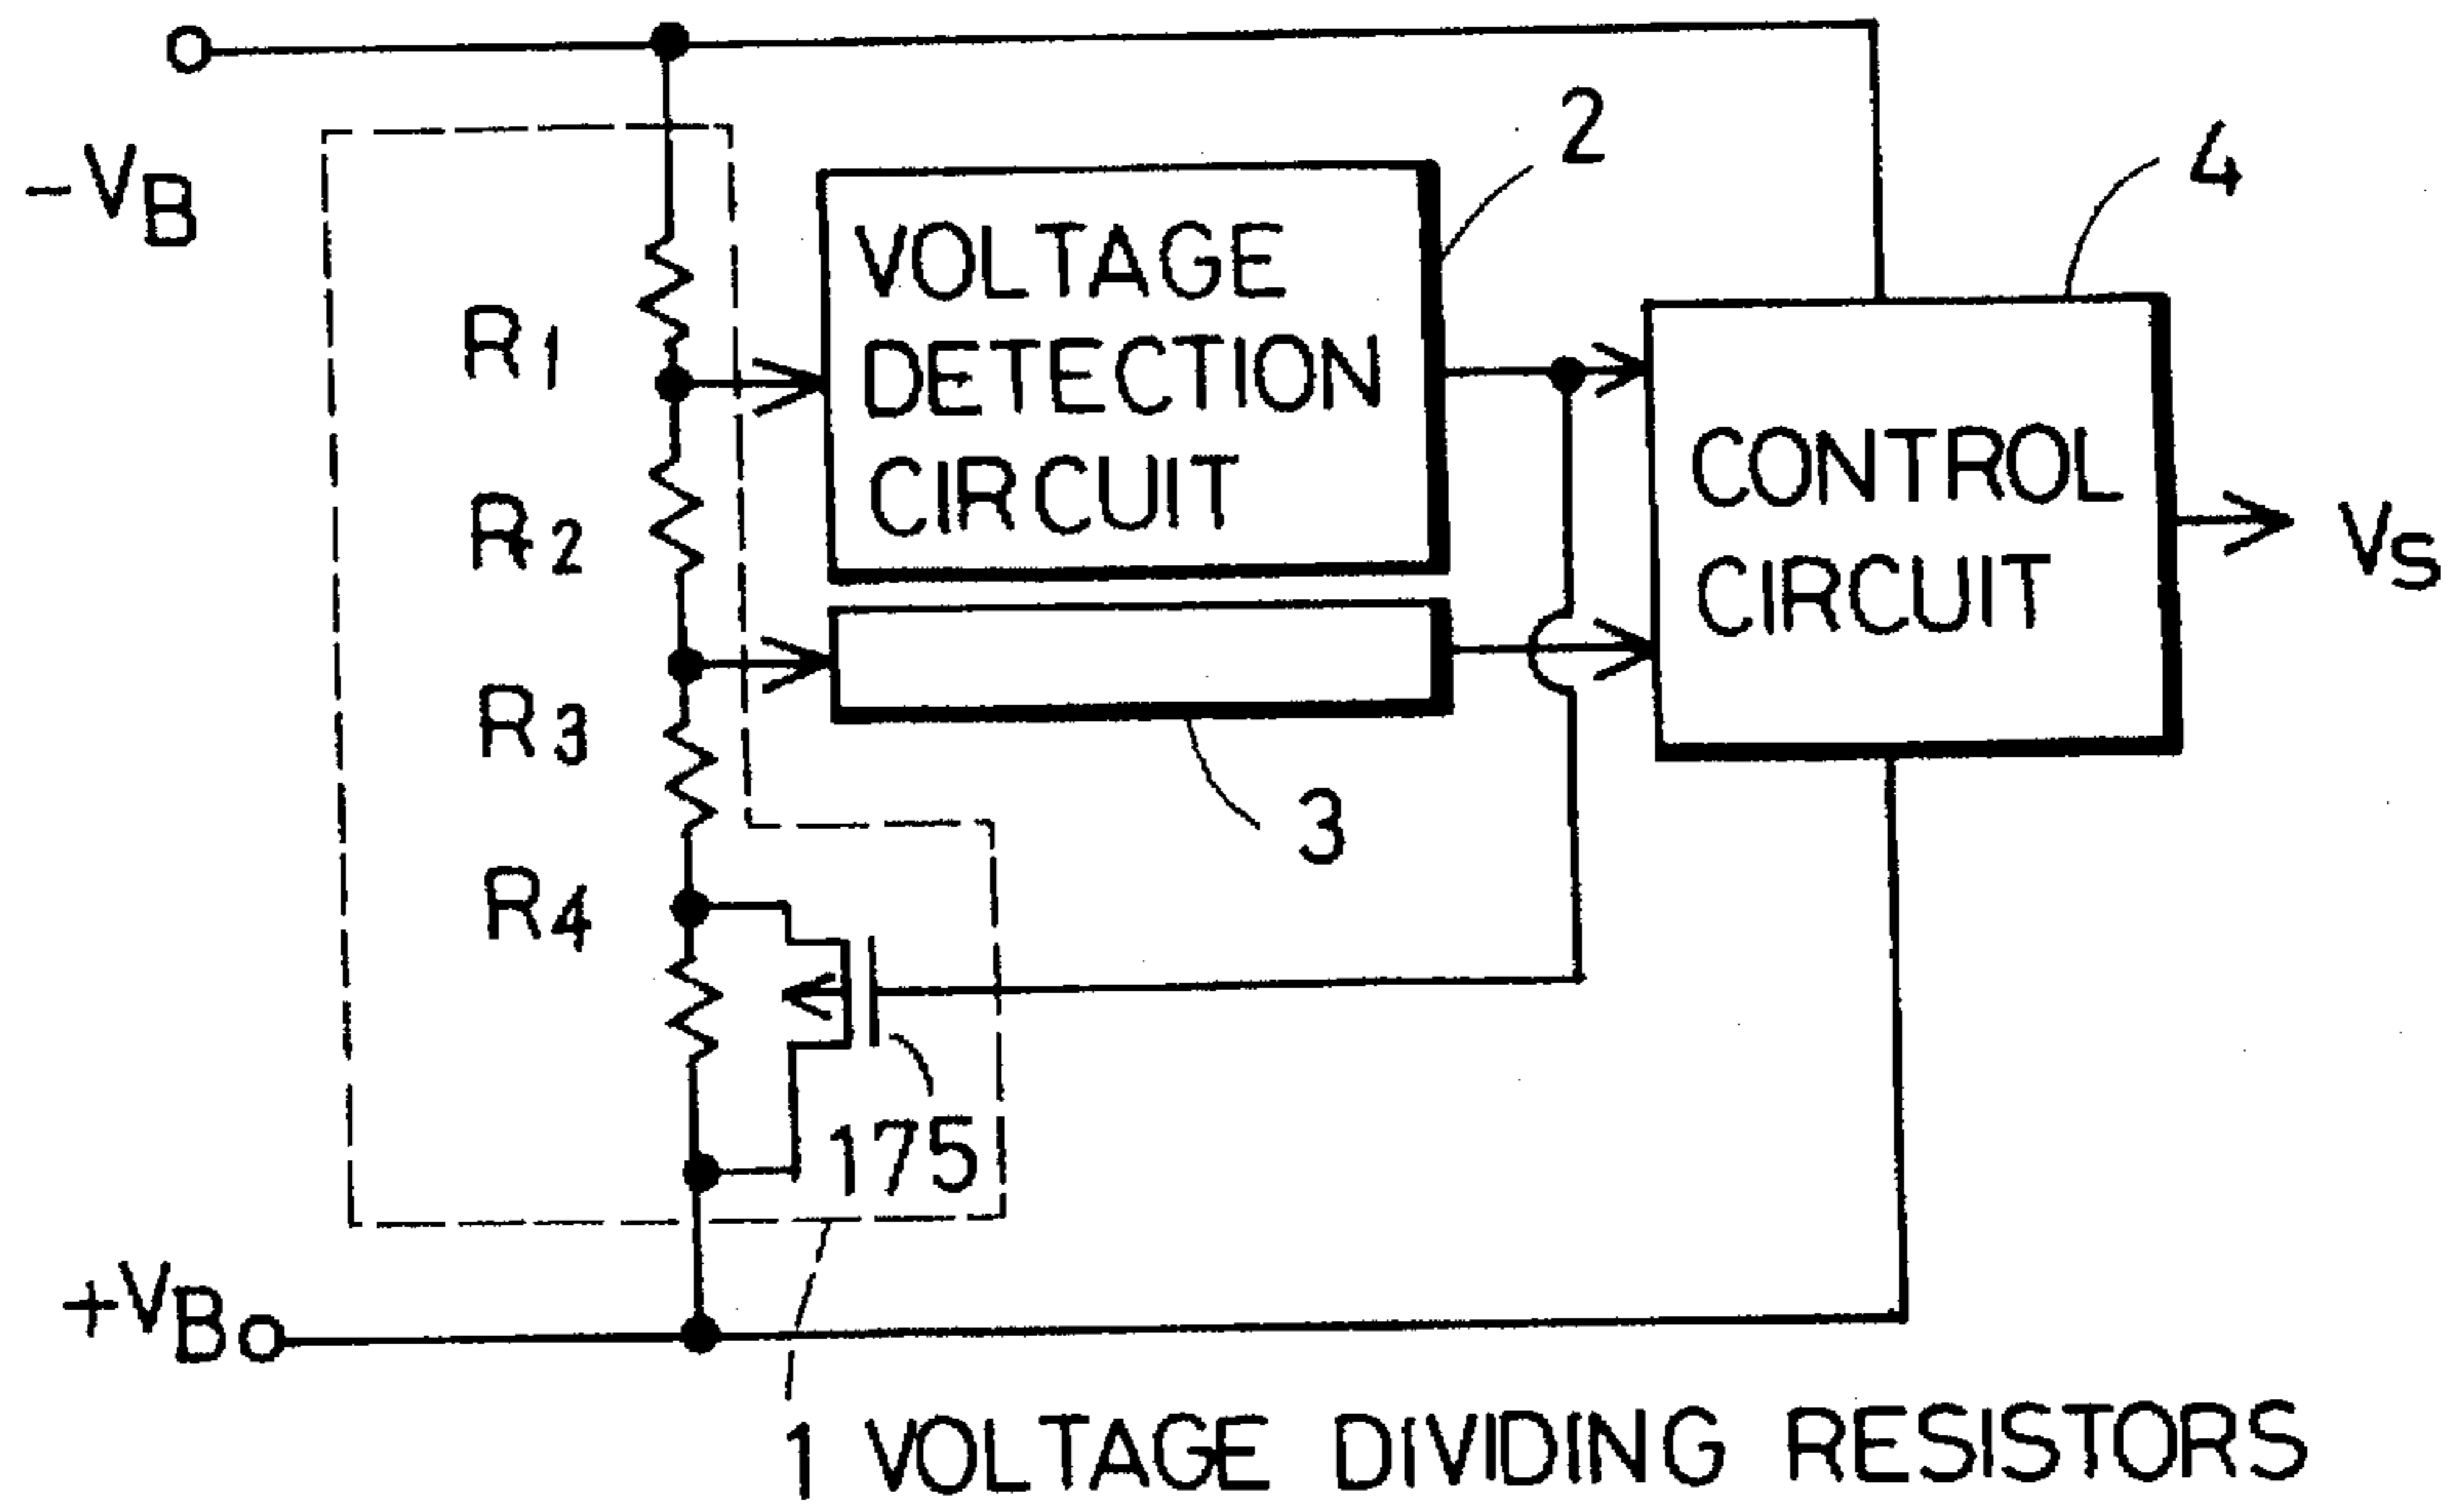 -VB
2
4
VOLTAGE
DETECTION
CIRCUIT
R1
R2
CONTROL
CIRCUIT
VS
R3
3
R4
175
+VB
1 VOLTAGE DIVIDING RESISTORS